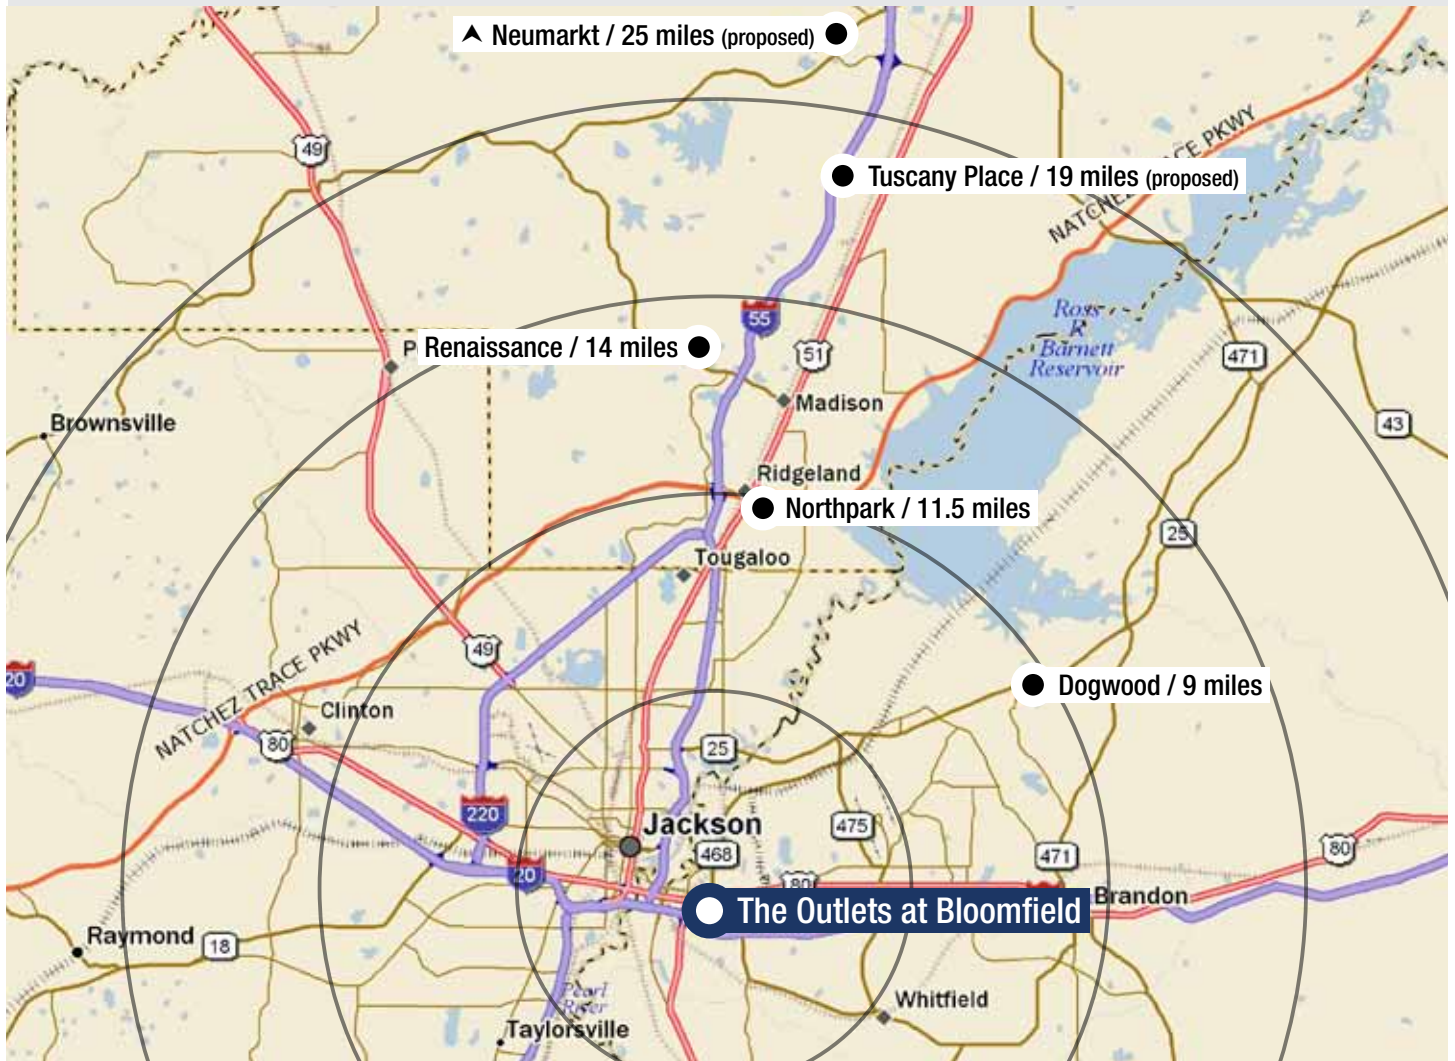 Neumarkt / 25 miles (proposed)
49
NATCHEZ TRACE PKWY
Tuscany Place / 19 miles (proposed)
55
Renaissance / 14 miles
51
Ross
R
Barnett
Reservoir
471
Madison
43
Brownsville
Ridgeland
Northpark / 11.5 miles
25
Tougaloo
49
20
NATCHEZ TRACE PKWY
Dogwood / 9 miles
Clinton
80
25
220
Jackson
475
468
471
80
20
80
The Outlets at Bloomfield
Brandon
Raymond
18
Pearl
River
Whitfield
Taylorsville